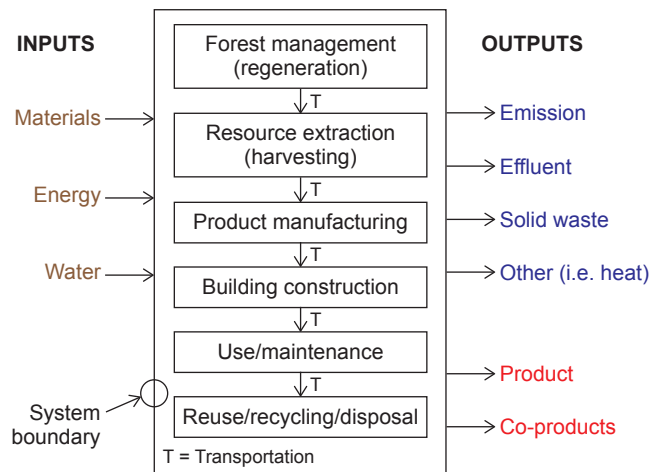 INPUTS
Materials
Energy
Water
System
boundary
Forest management
(regeneration)
T
Resource extraction
(harvesting)
T
Product manufacturing
T
Building construction
T
Use/maintenance
T
Reuse/recycling/disposal
T = Transportation
OUTPUTS
Emission
Effluent
Solid waste
Other (i.e. heat)
Product
Co-products